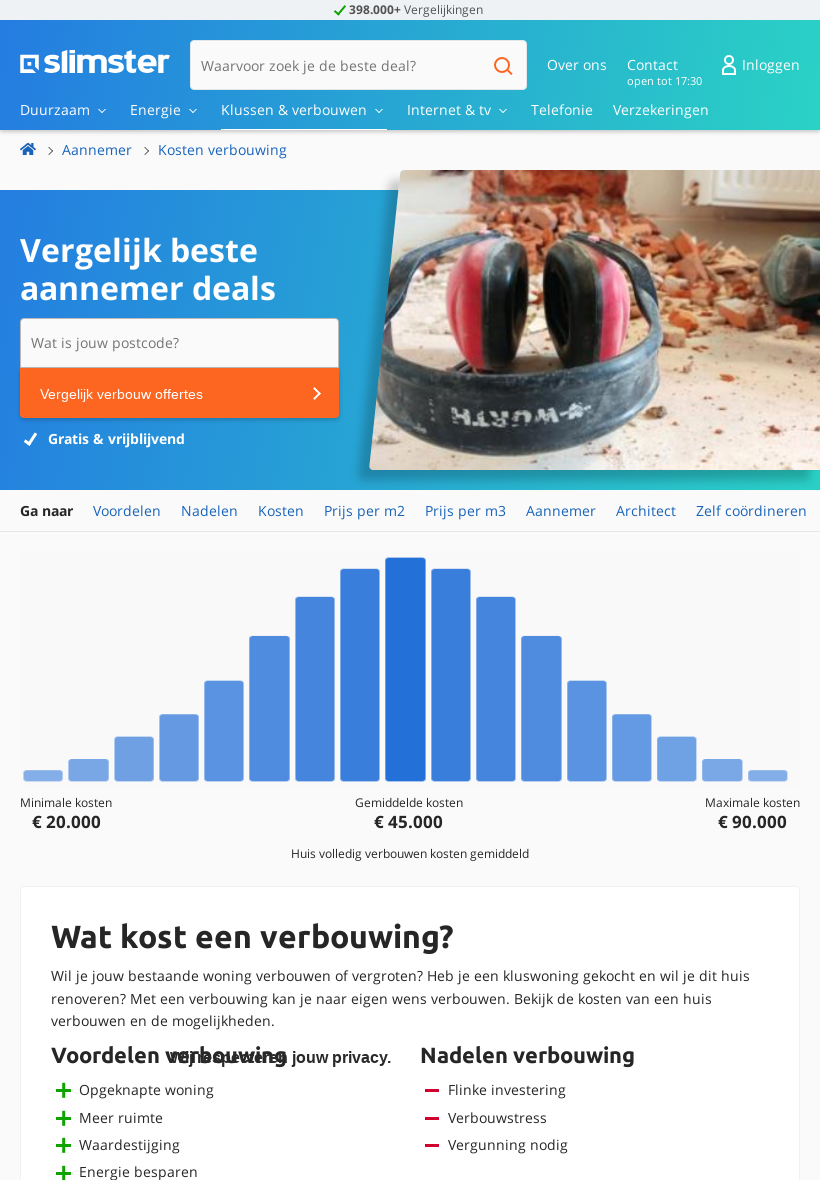 398.000+ Vergelijkingen
slimster
Waarvoor zoek je de beste deal?
Over ons
Contact
open tot 17:30
Inloggen
Duurzaam
Energie
Klussen & verbouwen
Internet & tv
Telefonie
Verzekeringen
Aannemer
Kosten verbouwing
Vergelijk beste
aannemer deals
Wat is jouw postcode?
Vergelijk verbouw offertes
Gratis & vrijblijvend
WÜRTH
Ga naar
Voordelen
Nadelen
Kosten
Prijs per m2
Prijs per m3
Aannemer
Architect
Zelf coördineren
Minimale kosten
€ 20.000
Gemiddelde kosten
€ 45.000
Maximale kosten
€ 90.000
Huis volledig verbouwen kosten gemiddeld
Wat kost een verbouwing?
Wil je jouw bestaande woning verbouwen of vergroten? Heb je een kluswoning gekocht en wil je dit huis
renoveren? Met een verbouwing kan je naar eigen wens verbouwen. Bekijk de kosten van een huis
verbouwen en de mogelijkheden.
Voordelen verbouwing
Wij respecteren jouw privacy.
Opgeknapte woning
Meer ruimte
Waardestijging
Energie besparen
Nadelen verbouwing
Flinke investering
Verbouwstress
Vergunning nodig